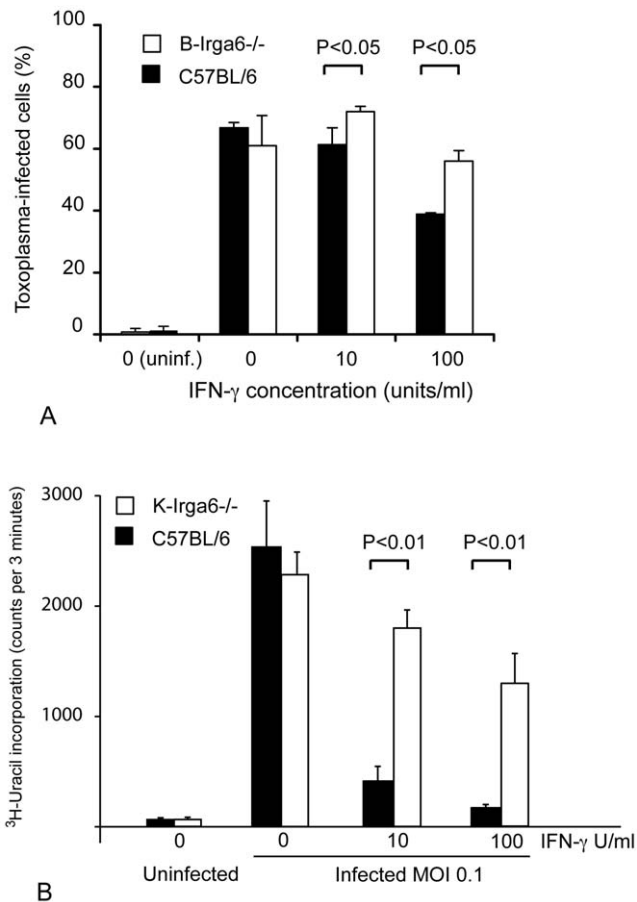 100
80
60
40
20
0
Toxoplasma-infected cells (%)
B-Irga6-/-
C57BL/6
P<0.05
P<0.05
0 (uninf.)
0
10
100
IFN-γ concentration (units/ml)
A
3000
2000
1000
³H-Uracil incorporation (counts per 3 minutes)
K-Irga6-/-
C57BL/6
P<0.01
P<0.01
0
0
10
100
IFN-γ U/ml
Uninfected
Infected MOI 0.1
B